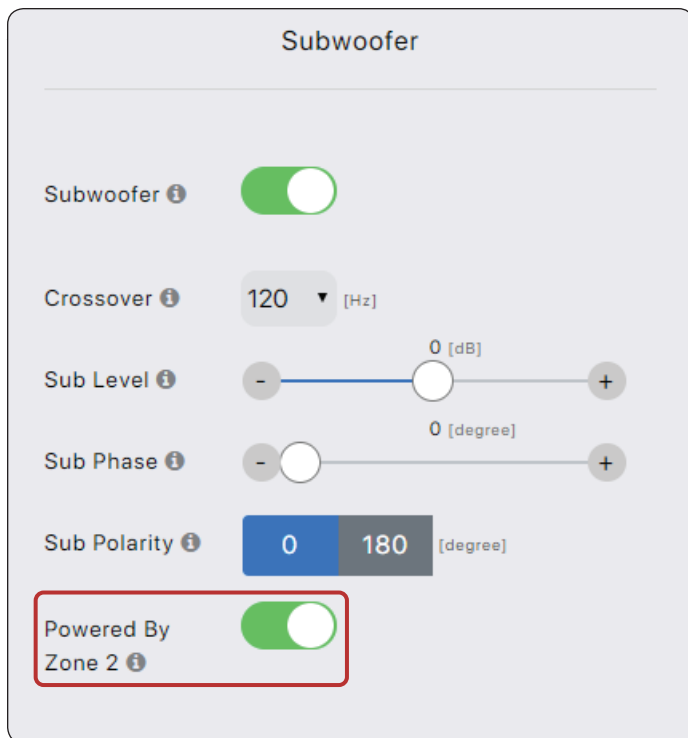 Subwoofer
Subwoofer
Crossover 120 [Hz]
0 [dB]
Sub Level - +
0 [degree]
Sub Phase - +
Sub Polarity 0 180 [degree]
Powered By
Zone 2